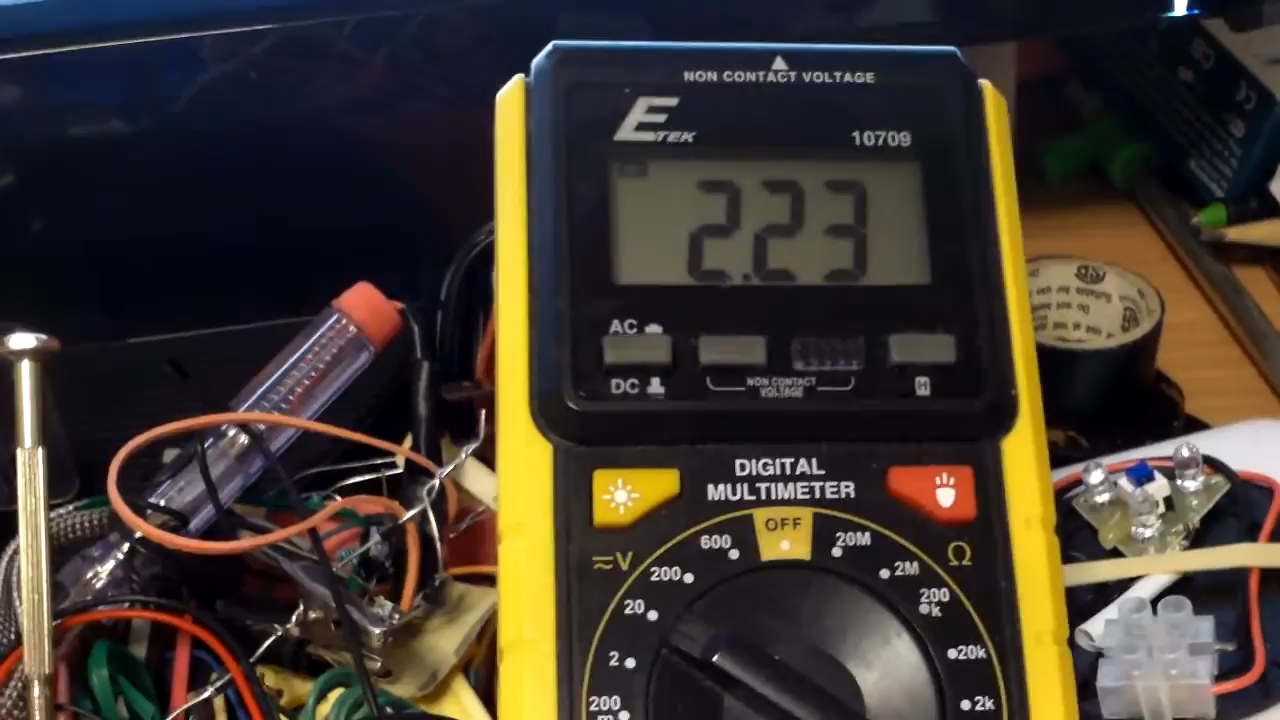 NON CONTACT VOLTAGE
ETEK
10709
2.23
AC
DC
NON CONTACT
VOLTAGE
H
DIGITAL
MULTIMETER
OFF
600
20M
V
Ω
200
2M
20
200
k
2
20k
200
m
2k